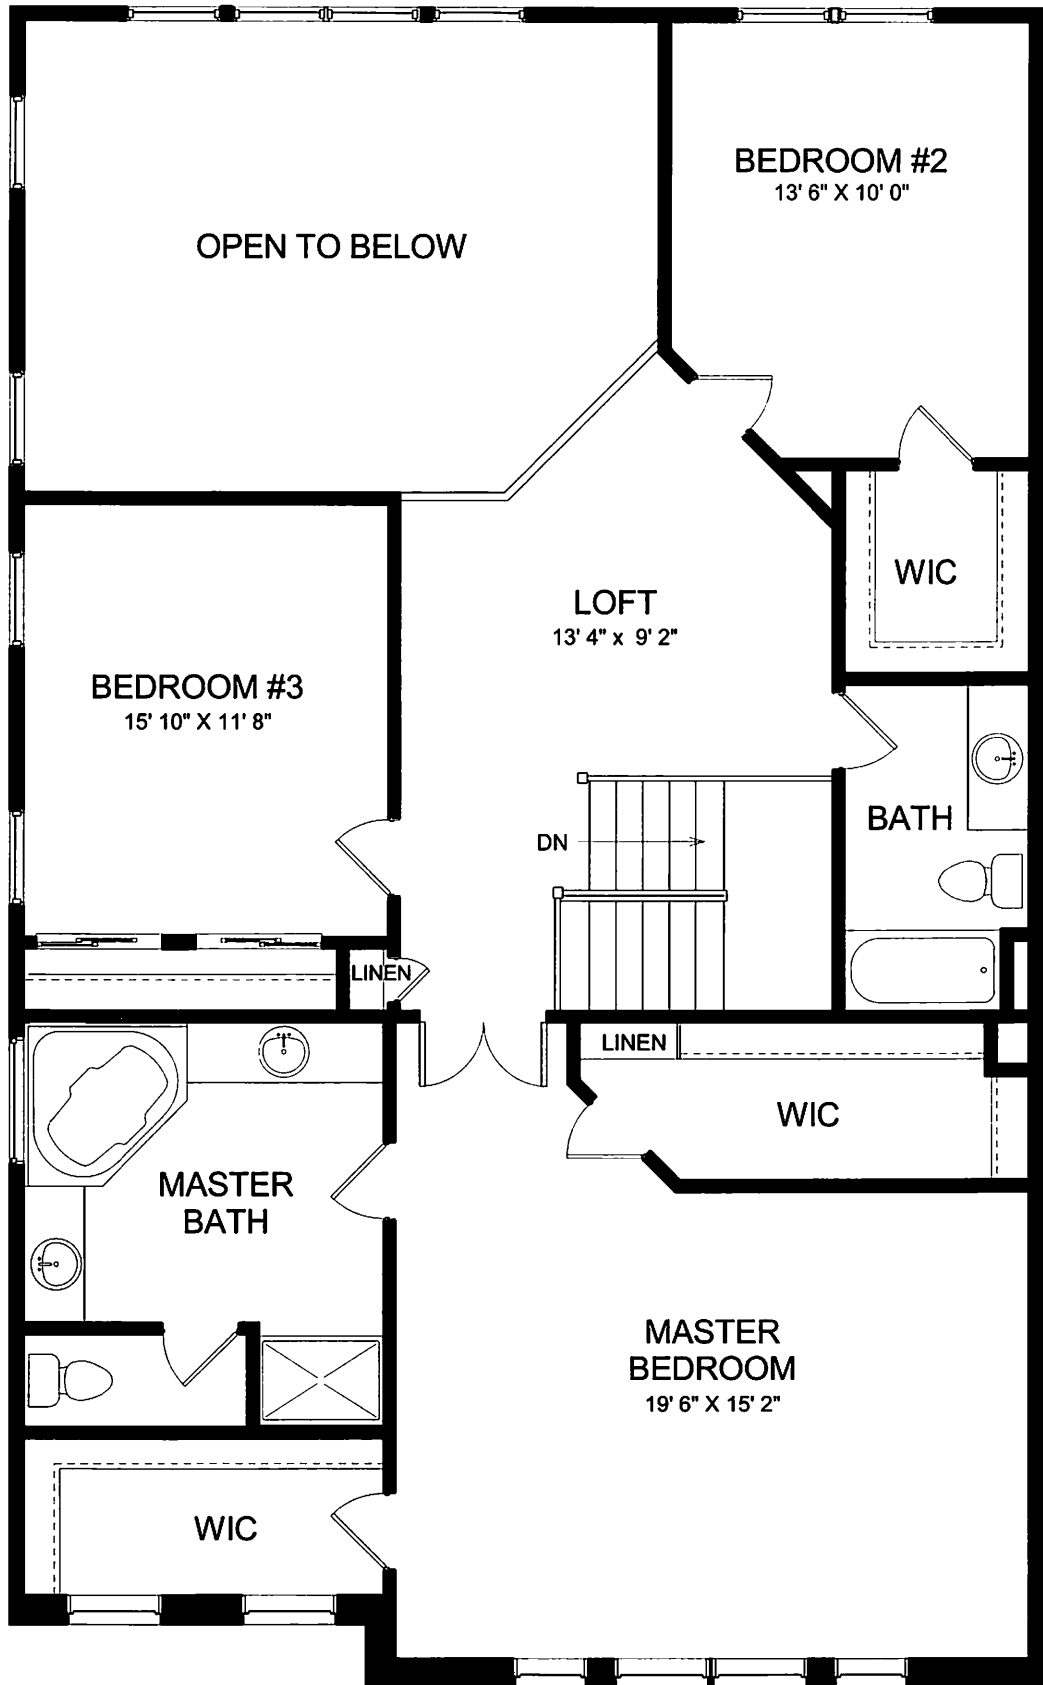 BEDROOM #2
13' 6" X 10' 0"
OPEN TO BELOW
WIC
LOFT
13' 4" x 9' 2"
BEDROOM #3
15' 10" X 11' 8"
BATH
DN
LINEN
LINEN
WIC
MASTER
BATH
MASTER
BEDROOM
19' 6" X 15' 2"
WIC